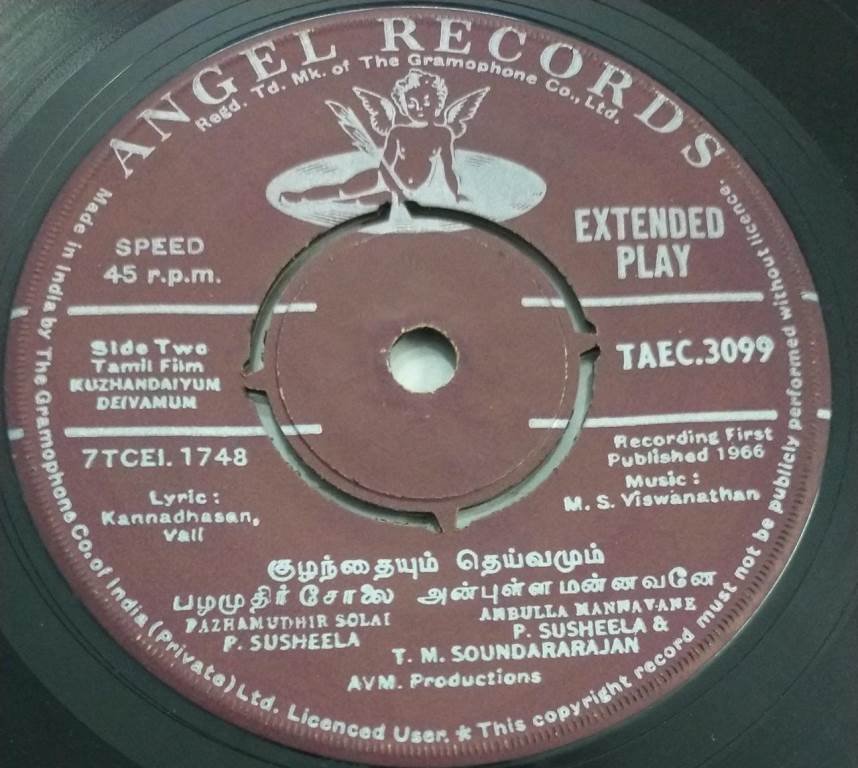 ANGEL RECORDS
Regd. Td. Mk. of The Gramophone Co., Ltd.
SPEED
45 r.p.m.
EXTENDED
PLAY
Side Two
Tamil Film
KUZHANDAIYUM
DEIVAMUM
TAEC.3099
7TCEI. 1748
Recording First
Published 1966
Lyric :
Kannadhasan,
Vali
Music :
M. S. Viswanathan
குழந்தையும் தெய்வமும்
பழமுதிர் சோலை அன்புள்ள மன்னவனே
PAZHAMUDHIR SOLAI
P. SUSHEELA
ANBULLA MANNAVANE
P. SUSHEELA &
T. M. SOUNDARARAJAN
AVM. Productions
Made in India by The Gramophone Co. of India (Private) Ltd. Licenced User. * This copyright record must not be publicly performed without licence.